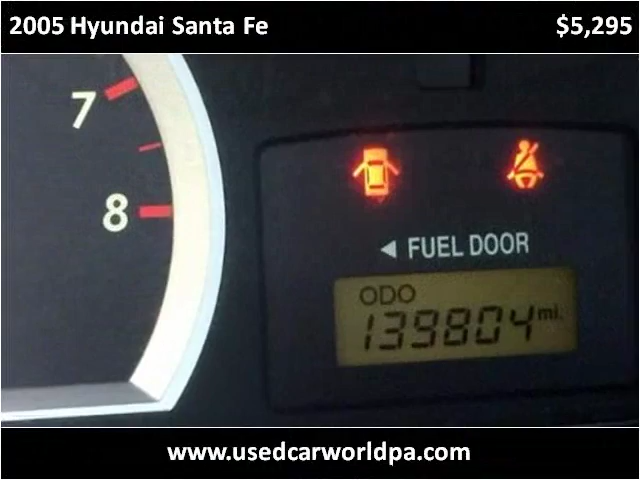 2005 Hyundai Santa Fe $5,295
7
8
◄ FUEL DOOR
ODO
139804 mi.
www.usedcarworldpa.com